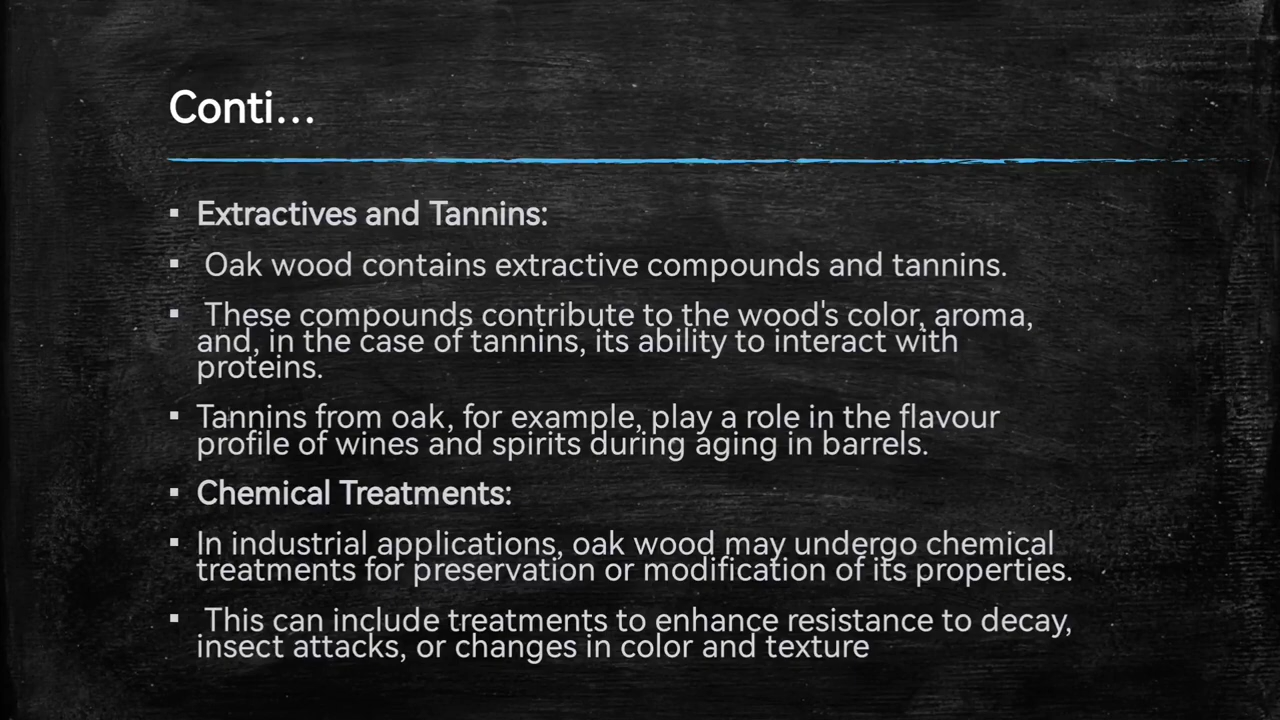 Conti...
▪ Extractives and Tannins:
▪ Oak wood contains extractive compounds and tannins.
▪ These compounds contribute to the wood's color, aroma,
and, in the case of tannins, its ability to interact with
proteins.
▪ Tannins from oak, for example, play a role in the flavour
profile of wines and spirits during aging in barrels.
▪ Chemical Treatments:
▪ In industrial applications, oak wood may undergo chemical
treatments for preservation or modification of its properties.
▪ This can include treatments to enhance resistance to decay,
insect attacks, or changes in color and texture